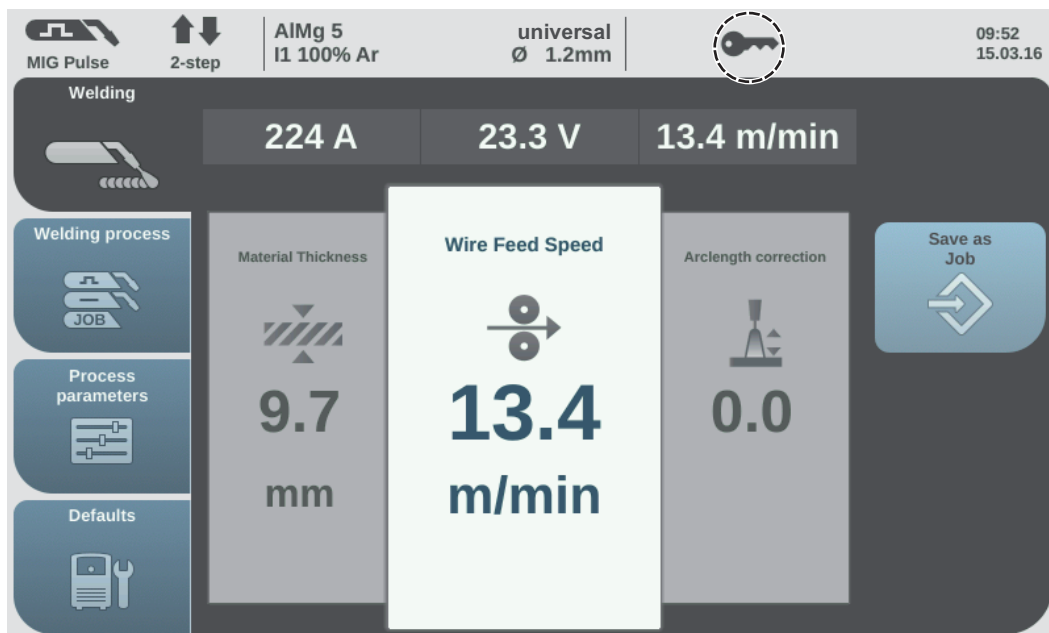 MIG Pulse
2-step
AlMg 5
I1 100% Ar
universal
Ø 1.2mm
09:52
15.03.16
Welding
224 A
23.3 V
13.4 m/min
Welding process
JOB
Process
parameters
Defaults
Material Thickness
9.7
mm
Wire Feed Speed
13.4
m/min
Arclength correction
0.0
Save as
Job